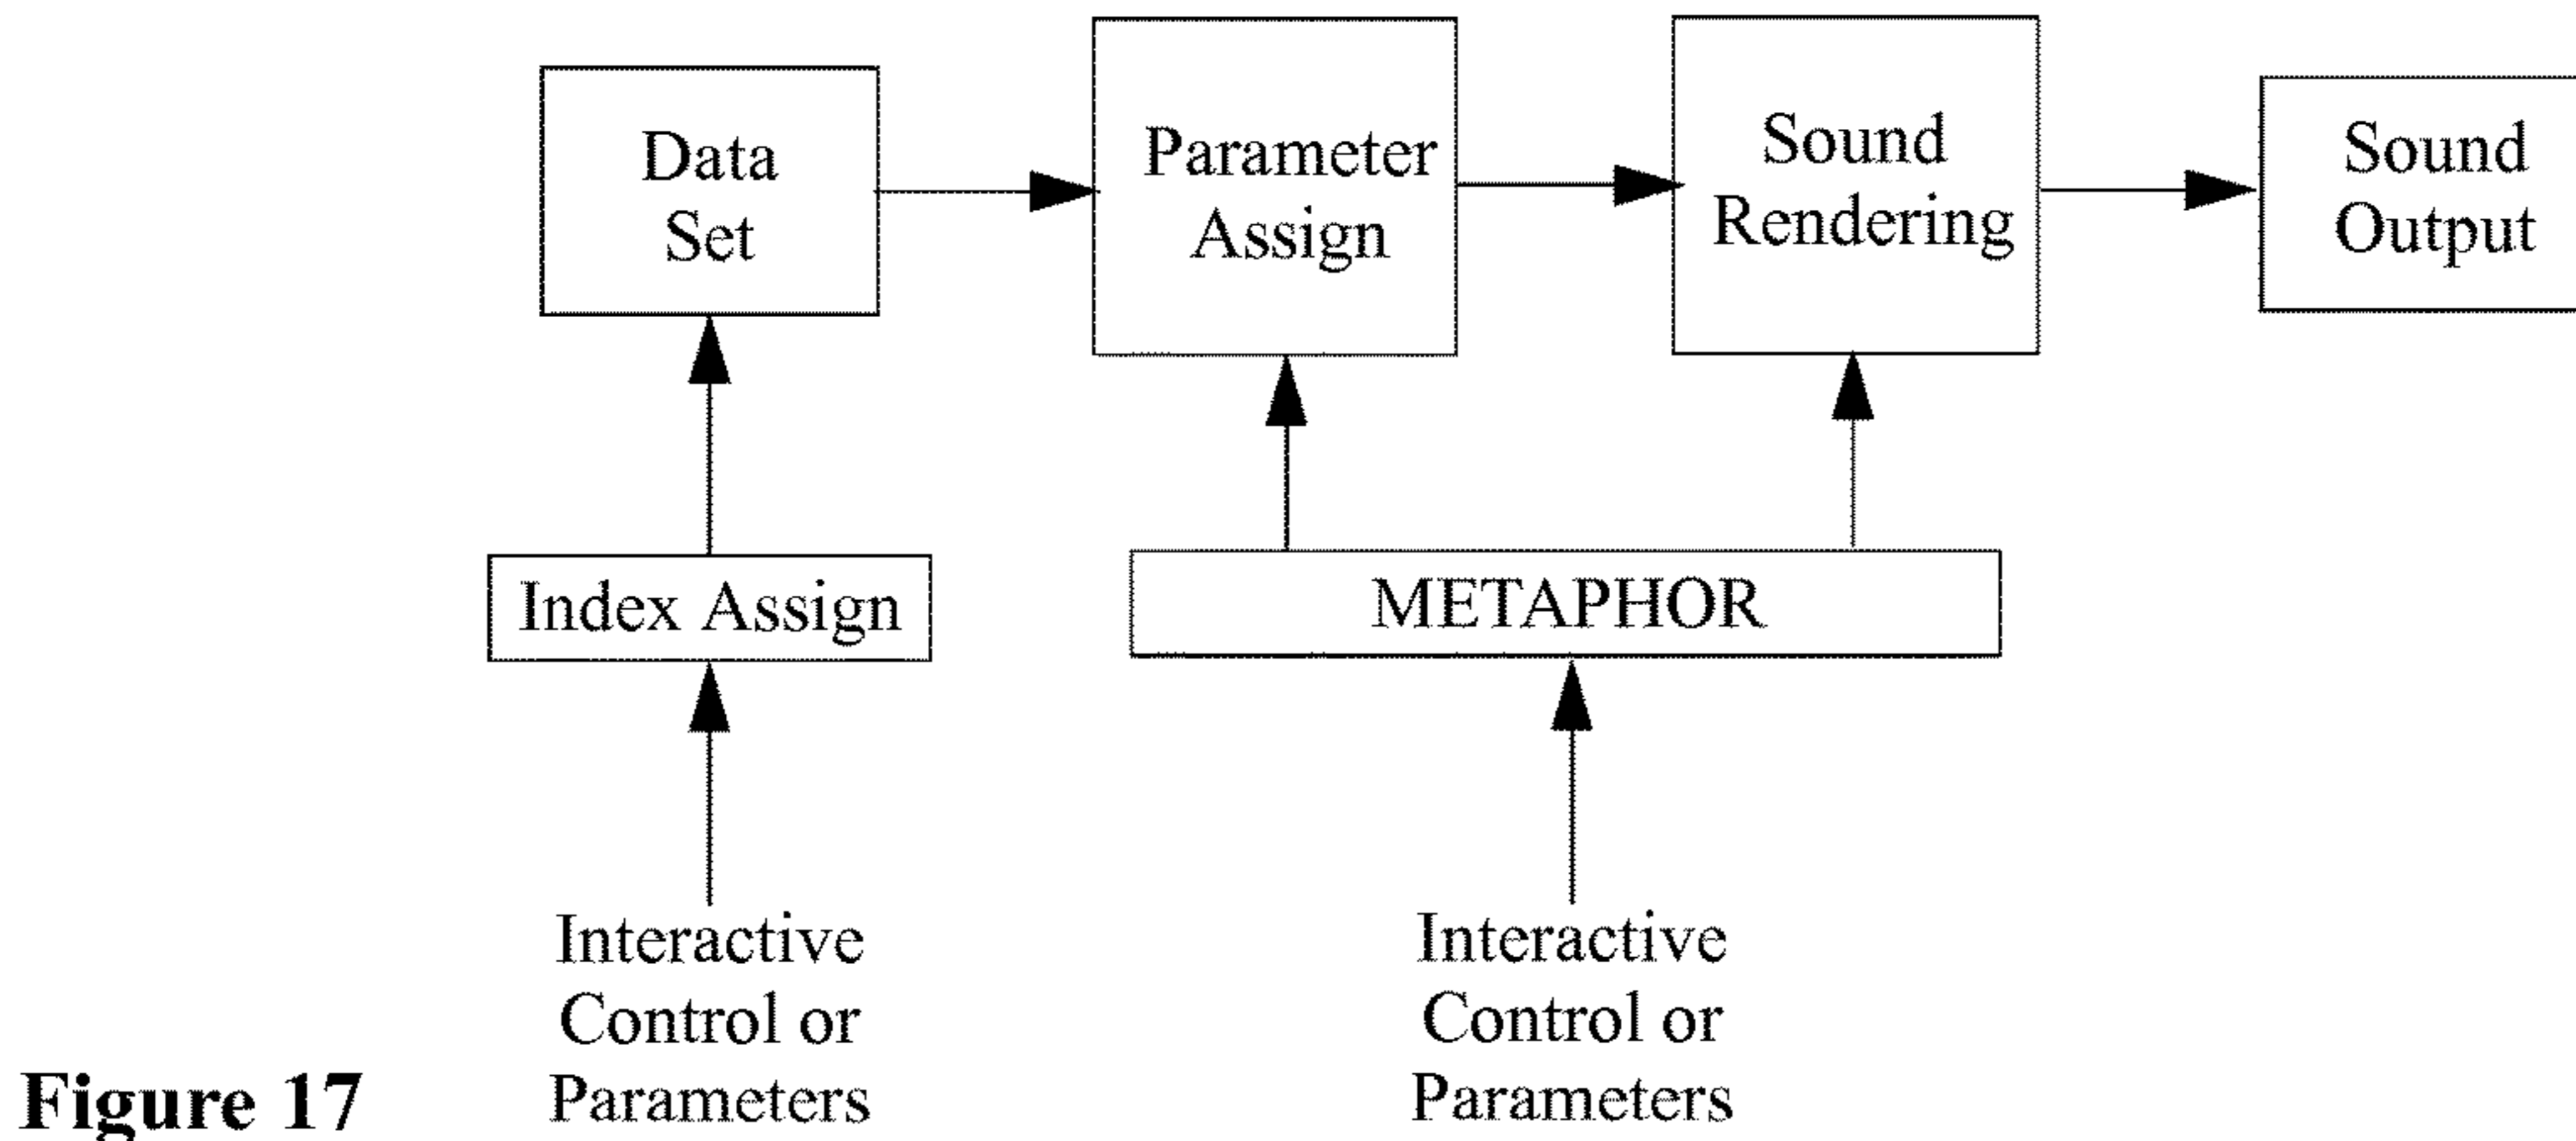 Data
Set
Parameter
Assign
Sound
Rendering
Sound
Output
Index Assign
METAPHOR
Interactive
Control or
Parameters
Interactive
Control or
Parameters
Figure 17